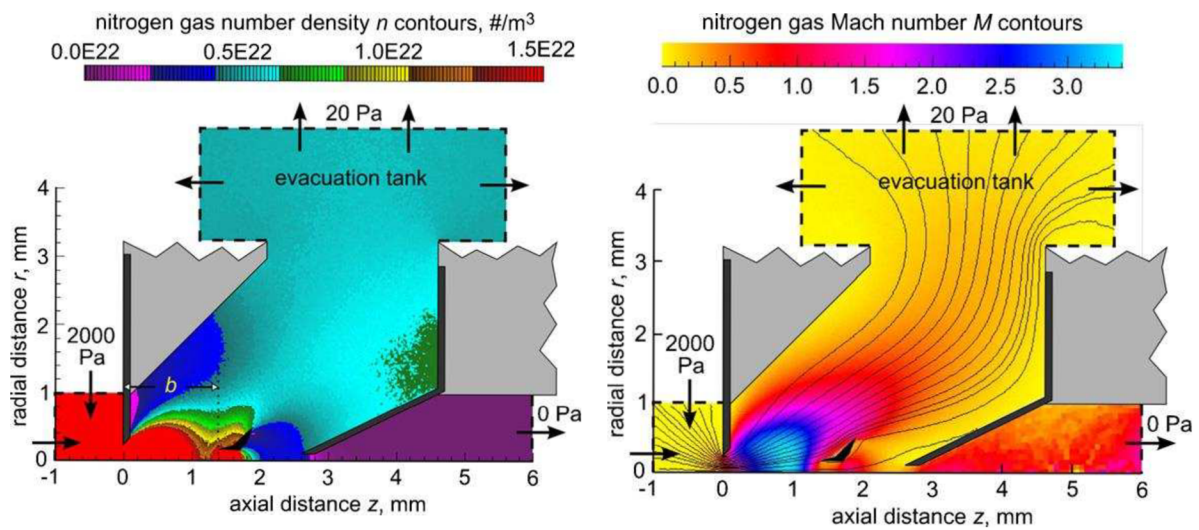 nitrogen gas number density n contours, #/m³
0.0E22 0.5E22 1.0E22 1.5E22
20 Pa
evacuation tank
4
3
2
1
0
radial distance r, mm
2000
Pa
b
0 Pa
-1 0 1 2 3 4 5 6
axial distance z, mm
nitrogen gas Mach number M contours
0.0 0.5 1.0 1.5 2.0 2.5 3.0
20 Pa
evacuation tank
4
3
2
1
0
radial distance r, mm
2000
Pa
0 Pa
-1 0 1 2 3 4 5 6
axial distance z, mm